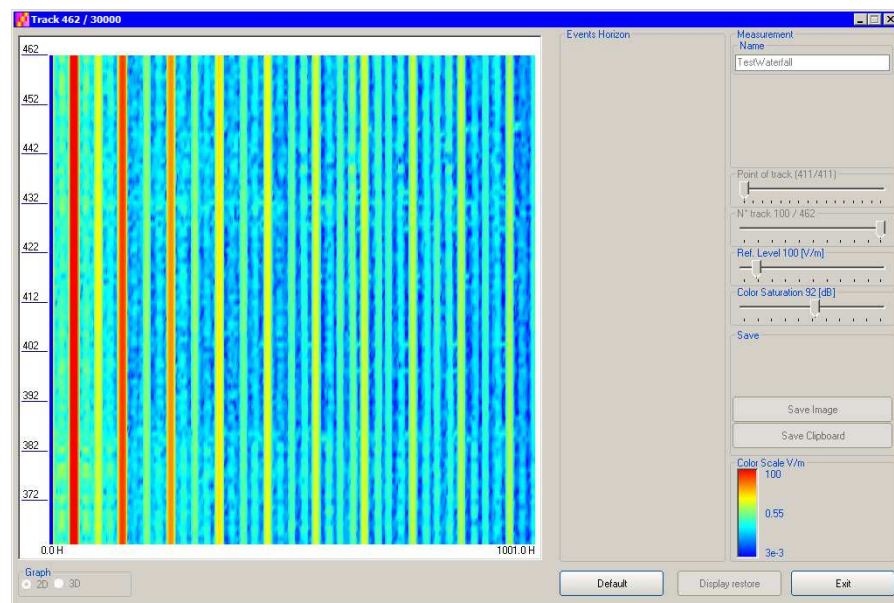 Track 462 / 30000
462
452
442
432
422
412
402
392
382
372
0.0 H
1001.0 H
Graph
2D
3D
Events Horizon
Measurement
Name
TestWaterfall
Point of track (411/411)
N° track 100 / 462
Ref. Level 100 [V/m]
Color Saturation 92 [dB]
Save
Save Image
Save Clipboard
Color Scale V/m
100
0.55
3e-3
Default
Display restore
Exit